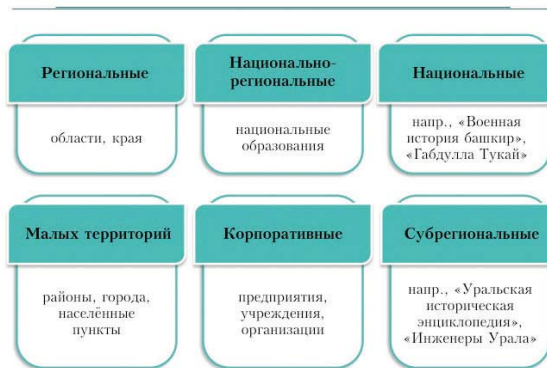 Региональные
области, края
Национально-
региональные
национальные
образования
Национальные
напр., «Военная
история башкир»,
«Габдулла Тукай»
Малых территорий
районы, города,
населённые
пункты
Корпоративные
предприятия,
учреждения,
организации
Субрегиональные
напр., «Уральская
историческая
энциклопедия»,
«Инженеры Урала»